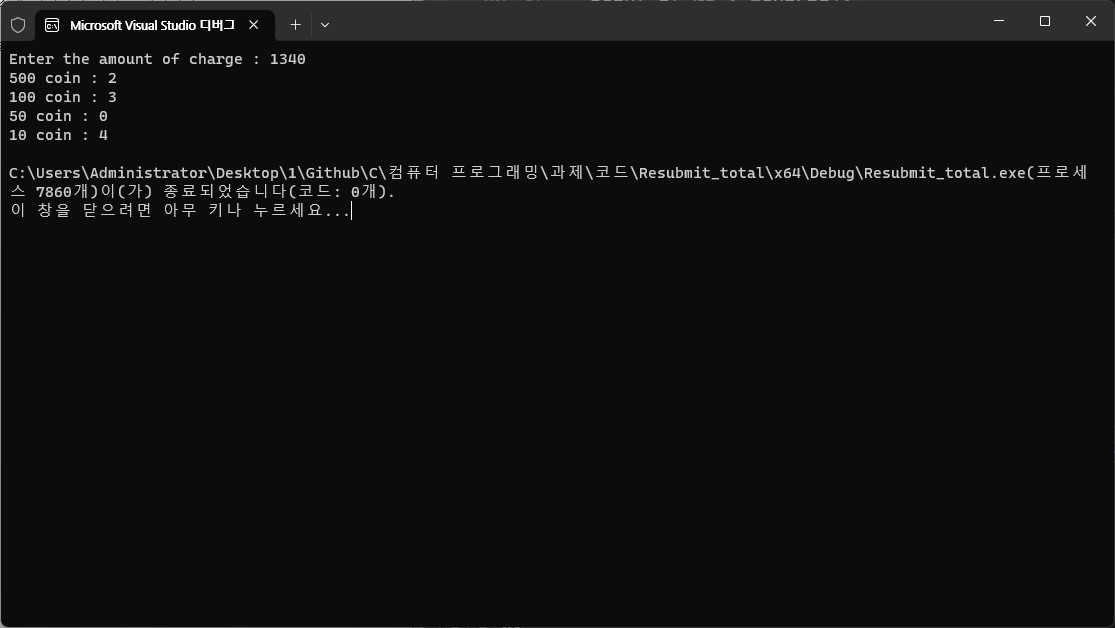 Microsoft Visual Studio 디버그
Enter the amount of charge : 1340
500 coin : 2
100 coin : 3
50 coin : 0
10 coin : 4
C:\Users\Administrator\Desktop\1\Github\C\컴퓨터 프로그래밍\과제\코드\Resubmit_total\x64\Debug\Resubmit_total.exe(프로세
스 7860개)이(가) 종료되었습니다(코드: 0개).
이 창을 닫으려면 아무 키나 누르세요...